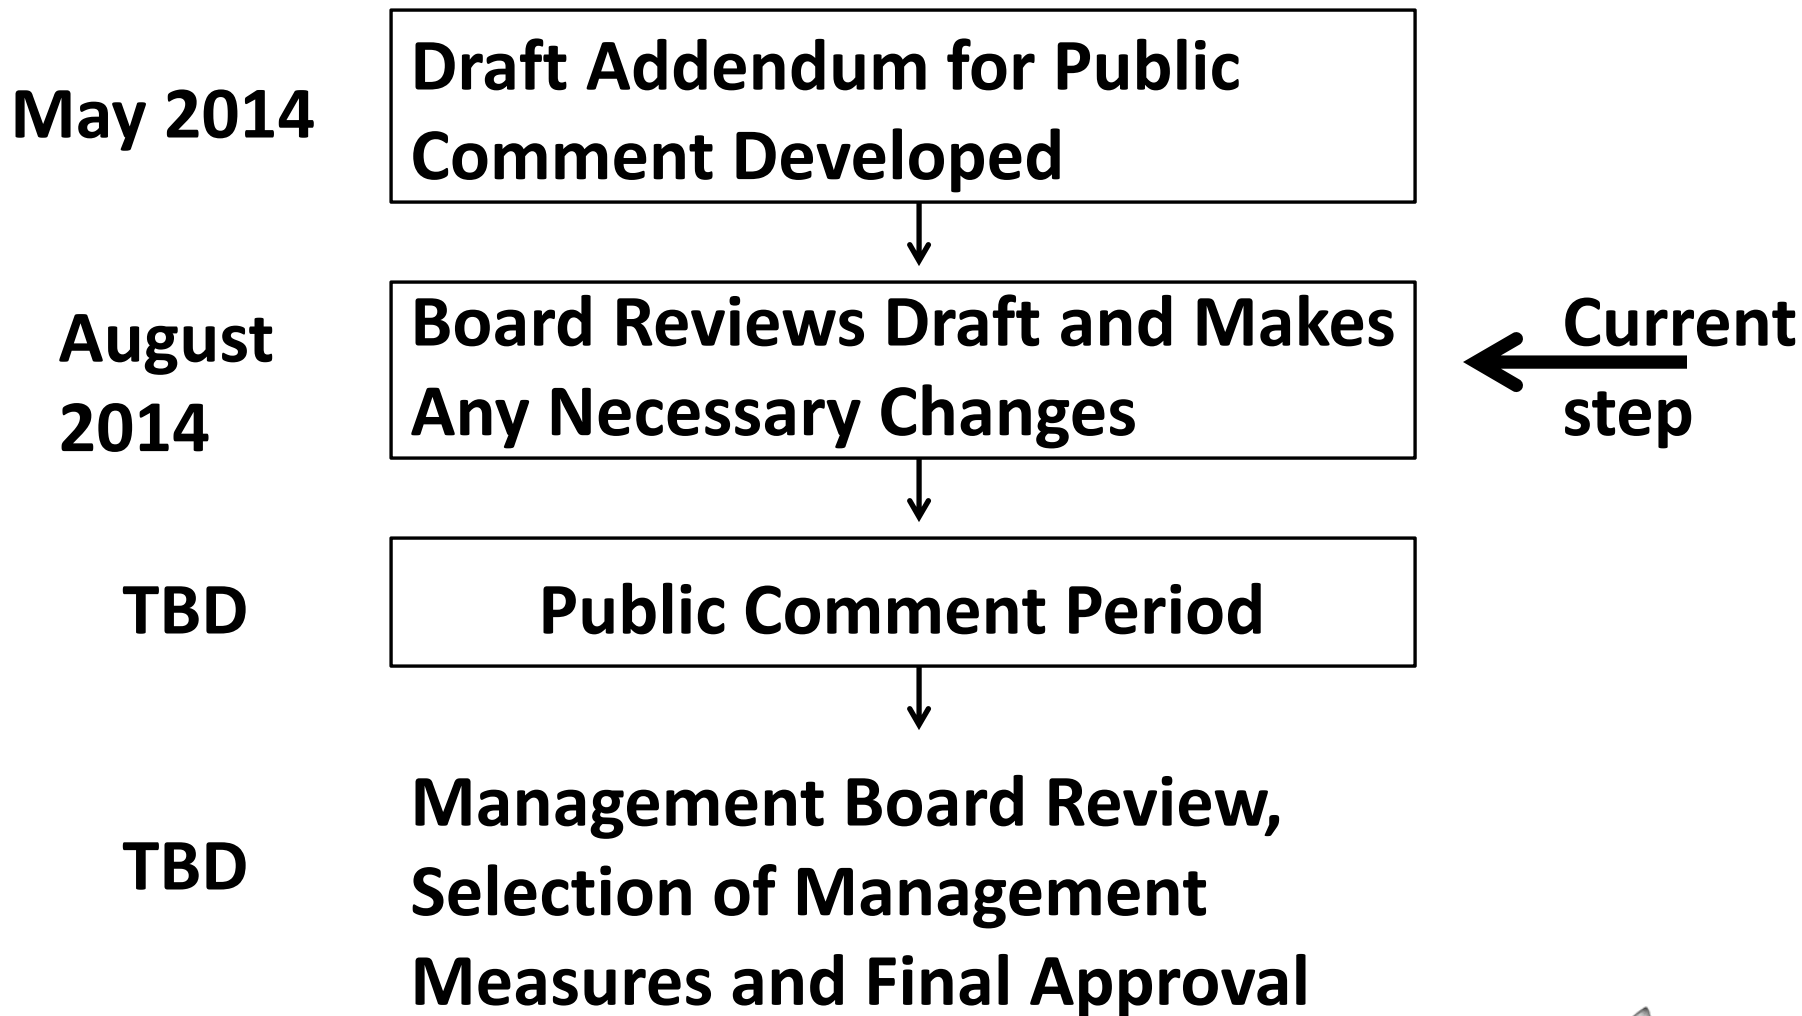 May 2014
Draft Addendum for Public
Comment Developed
August
2014
Board Reviews Draft and Makes
Any Necessary Changes
Current
step
TBD
Public Comment Period
TBD
Management Board Review,
Selection of Management
Measures and Final Approval